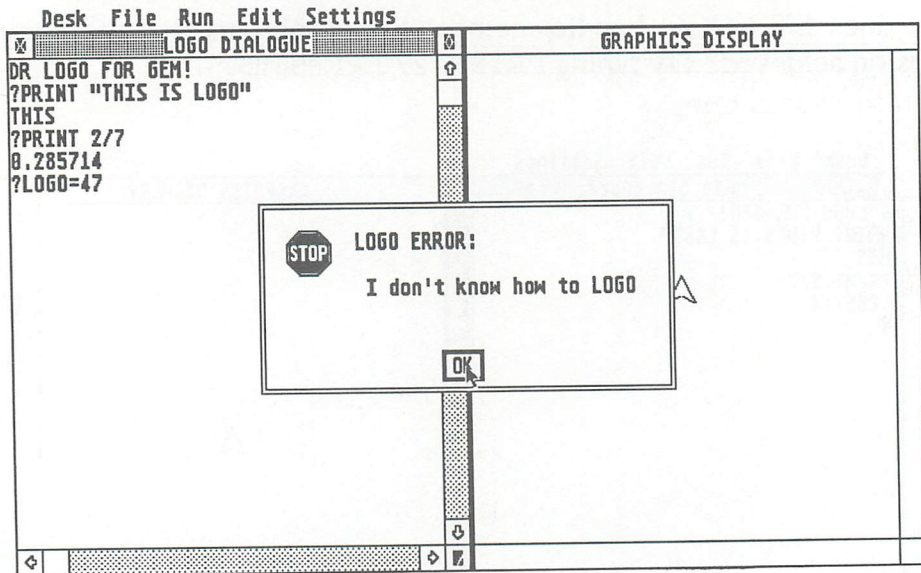 Desk File Run Edit Settings
LOGO DIALOGUE
GRAPHICS DISPLAY
DR LOGO FOR GEM!
?PRINT "THIS IS LOGO"
THIS
?PRINT 2/7
0.285714
?LOGO=47
STOP
LOGO ERROR:
I don't know how to LOGO
OK